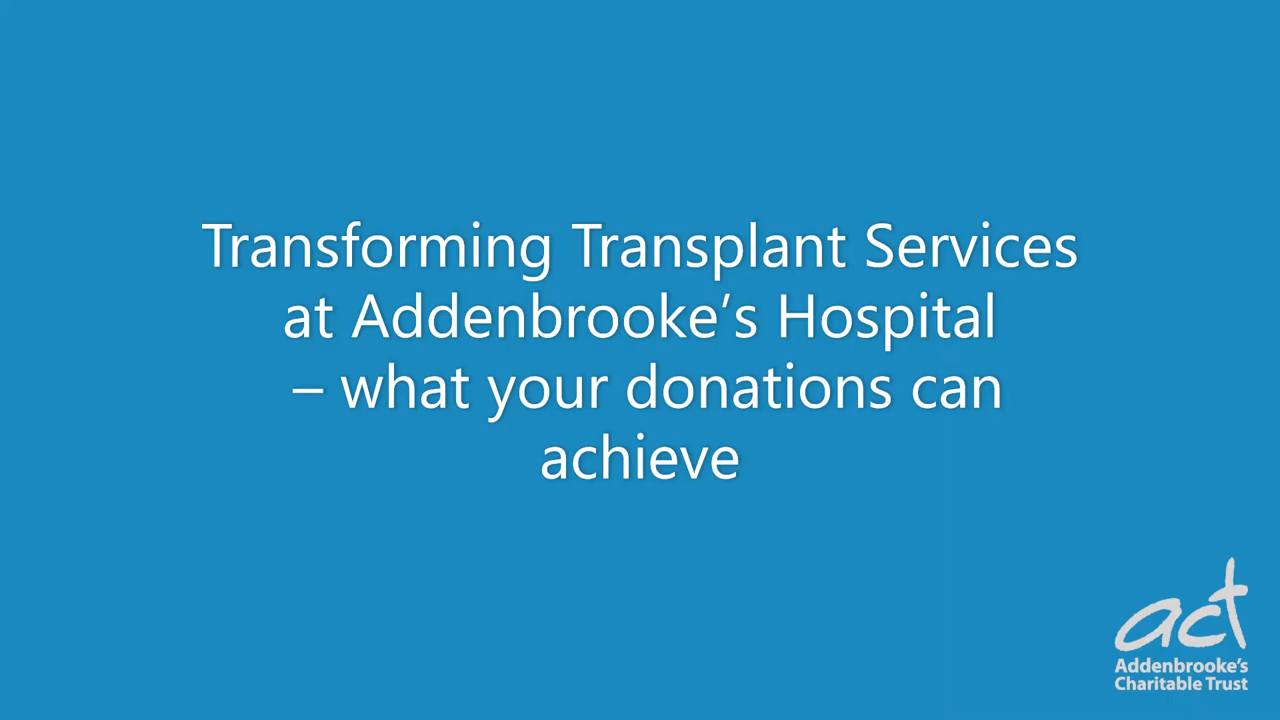 Transforming Transplant Services
at Addenbrooke’s Hospital
– what your donations can
achieve
act
Addenbrooke’s
Charitable Trust